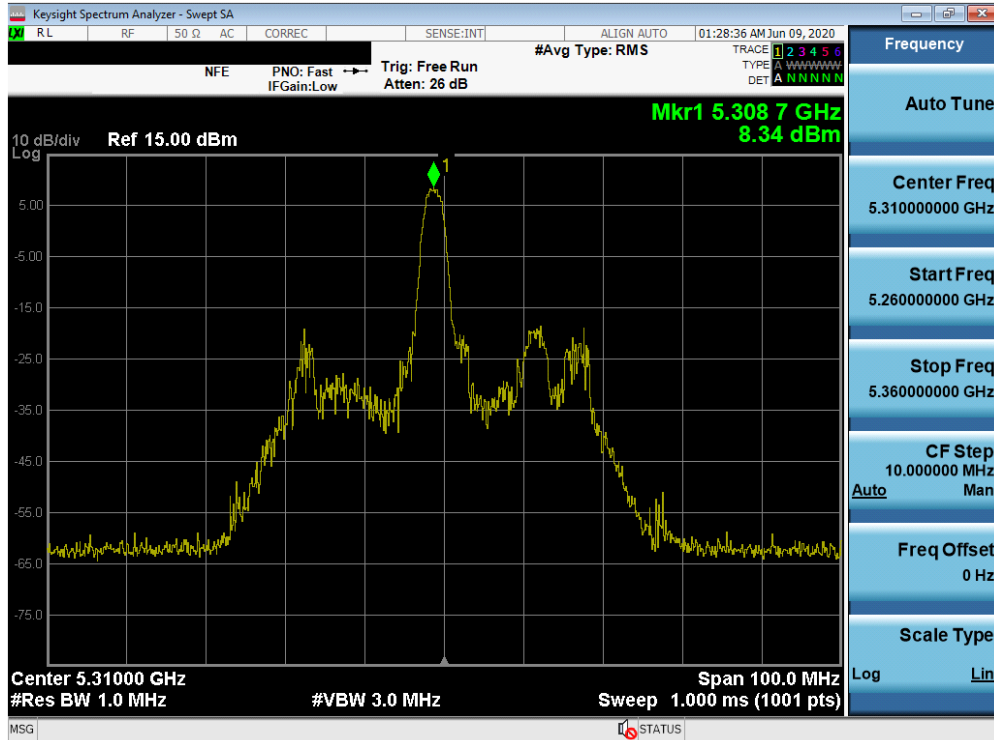 Keysight Spectrum Analyzer - Swept SA
LXI RL RF 50 Ω AC CORREC SENSE:INT ALIGN AUTO 01:28:36 AM Jun 09, 2020
#Avg Type: RMS TRACE 1 2 3 4 5 6
NFE PNO: Fast Trig: Free Run TYPE A WWWWW
IFGain:Low Atten: 26 dB DET A N N N N N
Mkr1 5.308 7 GHz
8.34 dBm
10 dB/div Ref 15.00 dBm
Log
1
5.00
-5.00
-15.0
-25.0
-35.0
-45.0
-55.0
-65.0
-75.0
Center 5.31000 GHz Span 100.0 MHz
#Res BW 1.0 MHz #VBW 3.0 MHz Sweep 1.000 ms (1001 pts)
MSG STATUS
Frequency
Auto Tune
Center Freq
5.310000000 GHz
Start Freq
5.260000000 GHz
Stop Freq
5.360000000 GHz
CF Step
10.000000 MHz
Auto Man
Freq Offset
0 Hz
Scale Type
Log Lin